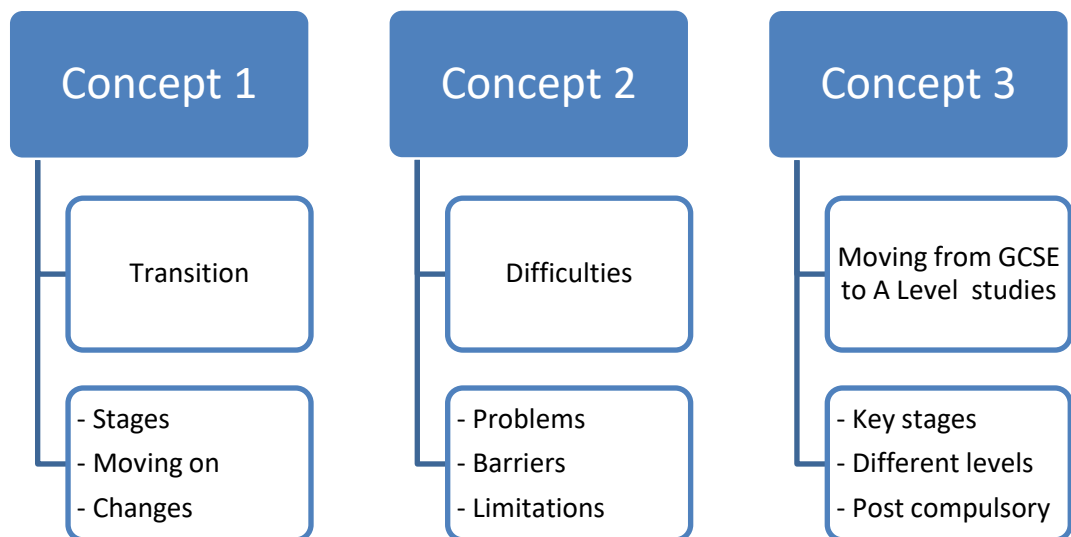 Concept 1
Transition
- Stages
- Moving on
- Changes
Concept 2
Difficulties
- Problems
- Barriers
- Limitations
Concept 3
Moving from GCSE
to A Level studies
- Key stages
- Different levels
- Post compulsory